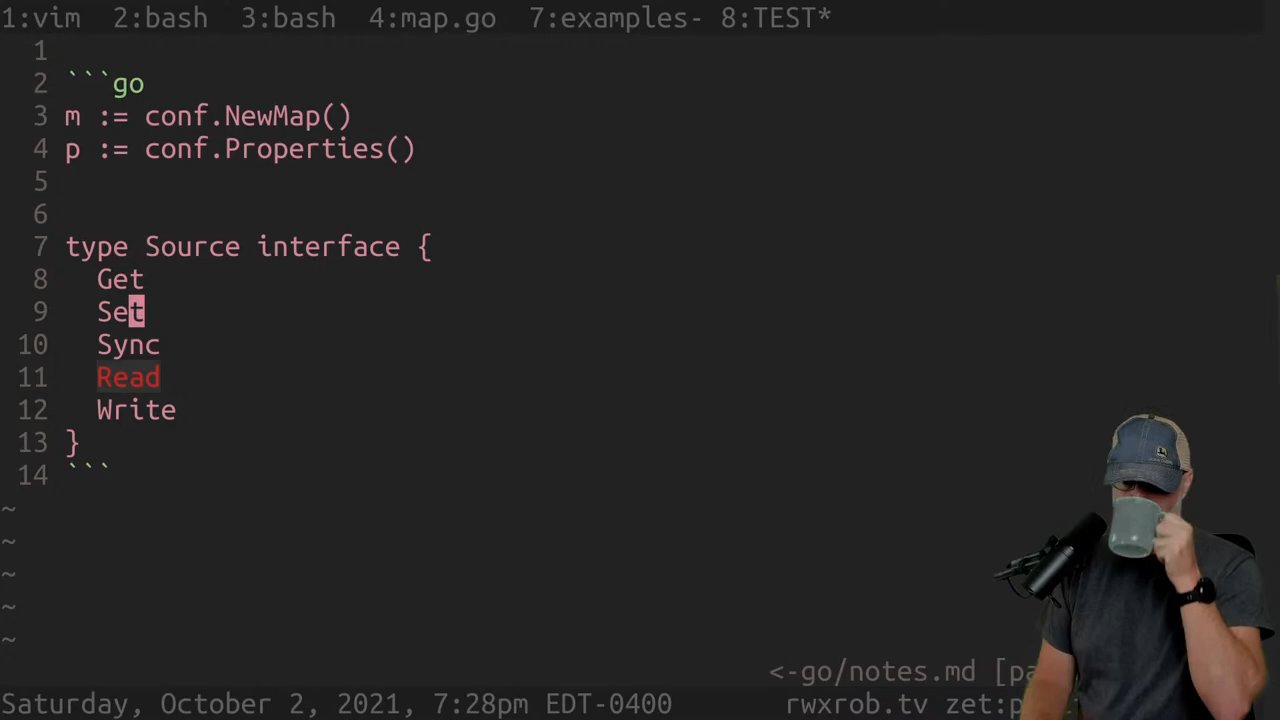 1:vim 2:bash 3:bash 4:map.go 7:examples- 8:TEST*
1
2 ```go
3 m := conf.NewMap()
4 p := conf.Properties()
5
6
7 type Source interface {
8 Get
9 Set
10 Sync
11 Read
12 Write
13 }
14 ```
~
~
~
~
~
<-go/notes.md
Saturday, October 2, 2021, 7:28pm EDT-0400 rwxrob.tv